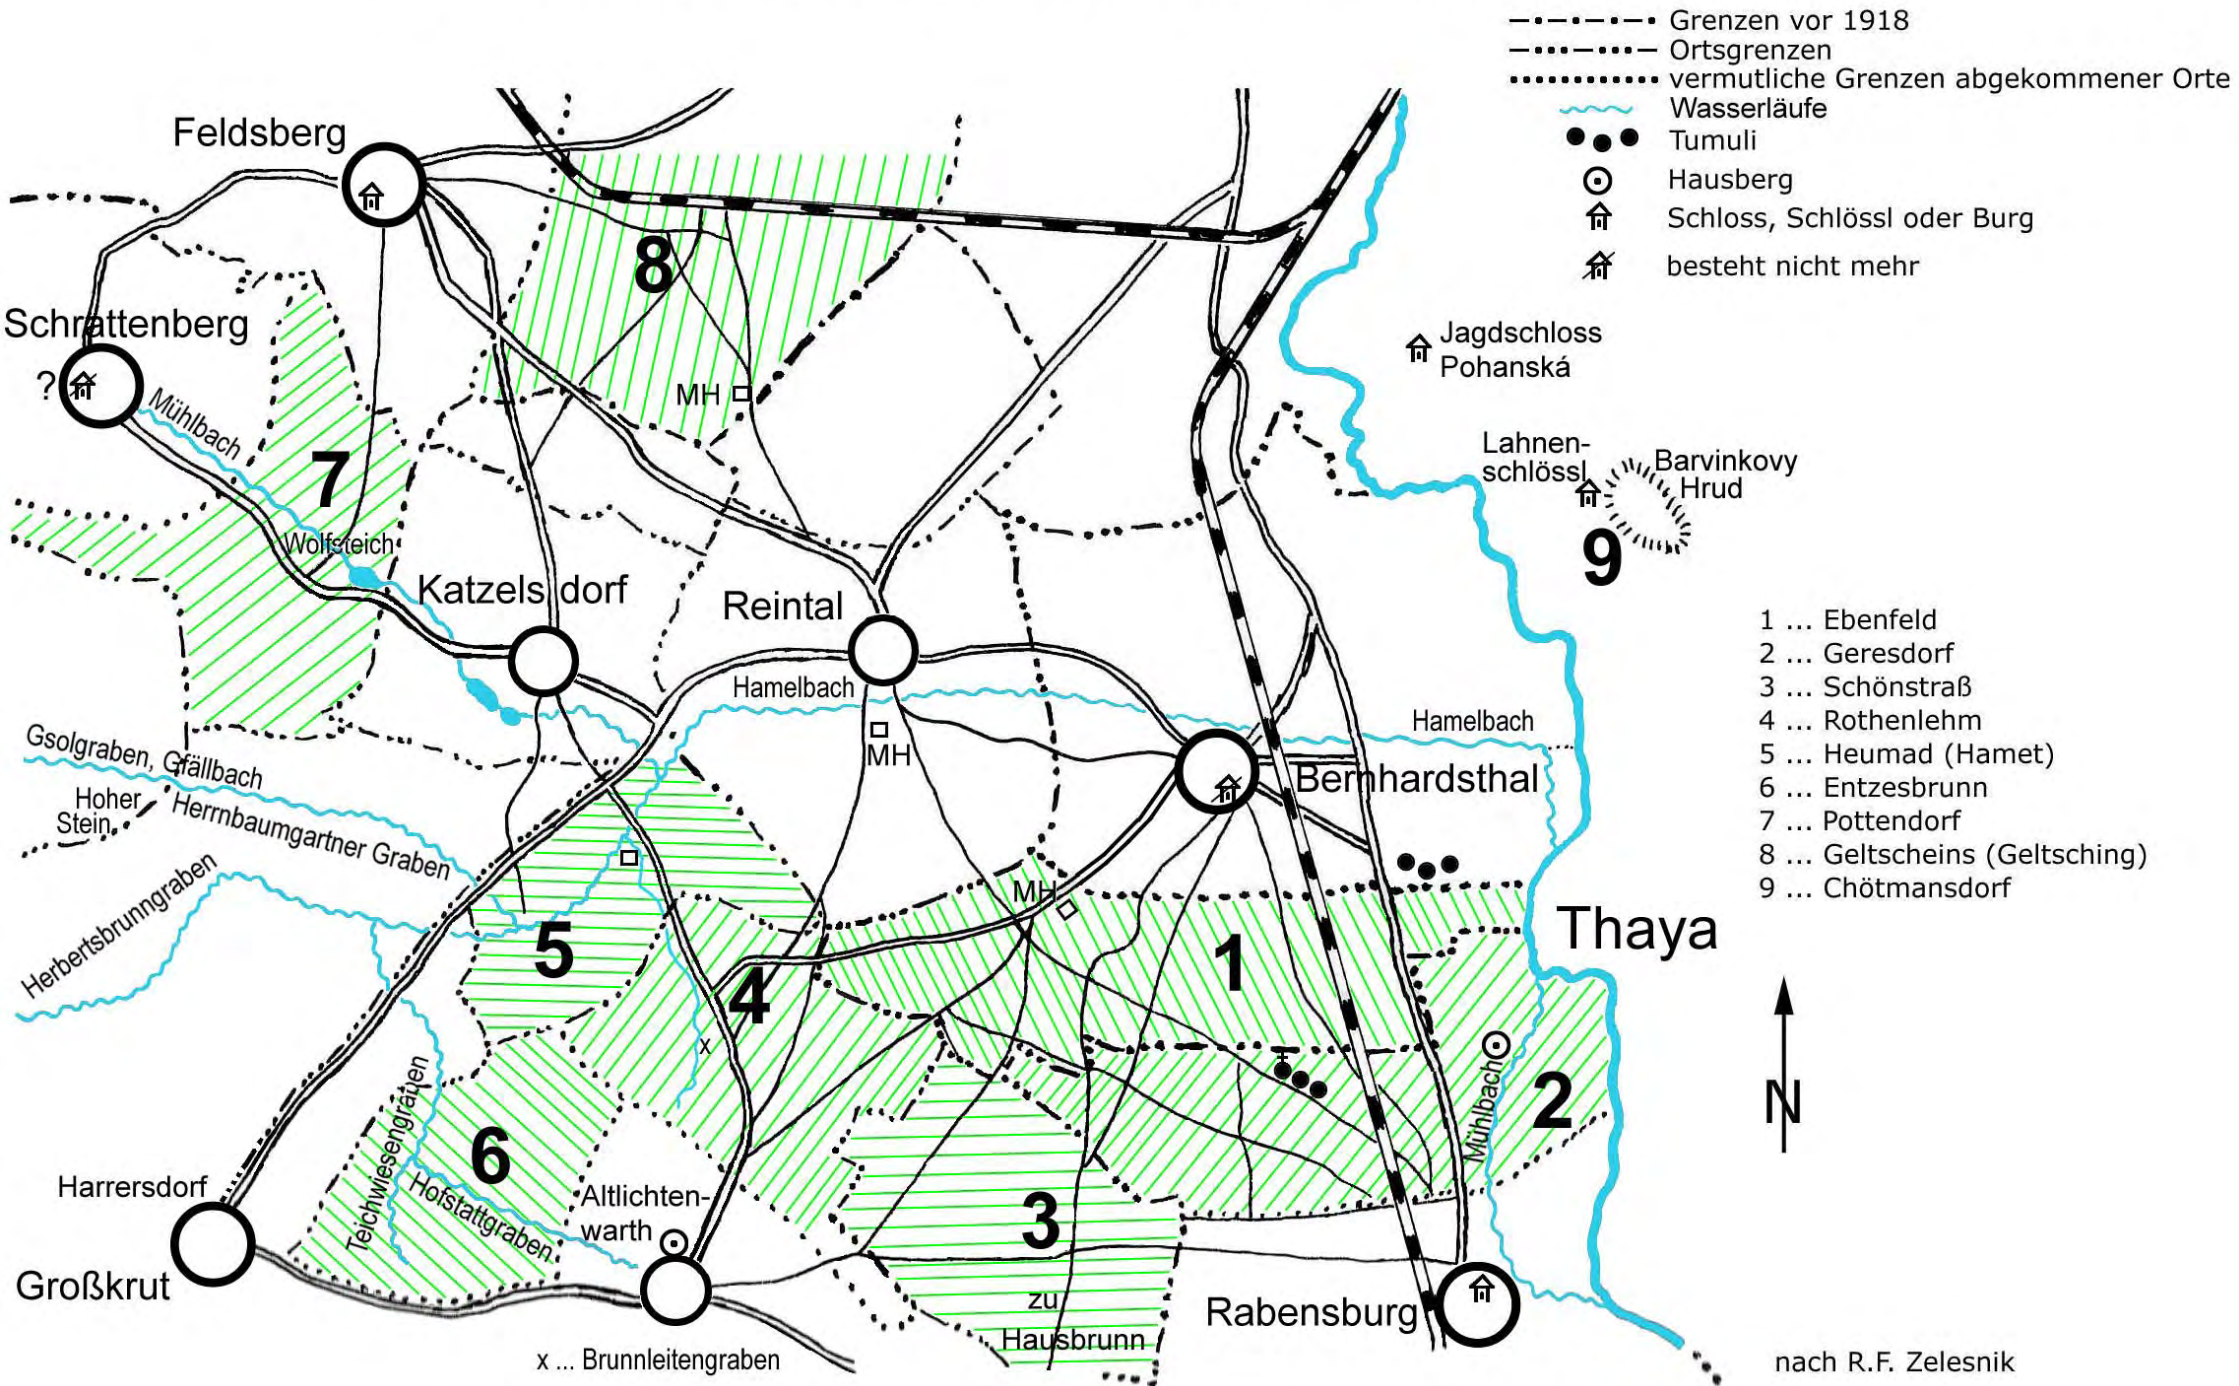 Grenzen vor 1918
Ortsgrenzen
vermutliche Grenzen abgekommener Orte
Wasserläufe
Tumuli
Hausberg
Schloss, Schlössl oder Burg
besteht nicht mehr
Feldsberg
8
Schrattenberg
?
Mühlbach
MH
Jagdschloss
Pohanská
Lahnen-
schlössl
Barvinkovy
Hrud
9
7
Wolfsteich
Katzelsdorf
Reintal
Hamelbach
MH
Hamelbach
Bernhardsthal
1 ... Ebenfeld
2 ... Geresdorf
3 ... Schönstraß
4 ... Rothenlehm
5 ... Heumad (Hamet)
6 ... Entzesbrunn
7 ... Pottendorf
8 ... Geltscheins (Geltsching)
9 ... Chötmansdorf
Gsolgraben, Gfällbach
Hoher
Stein
Herrnbaumgartner Graben
Herbertsbrunngraben
MH
Thaya
5
4
1
x
2
Mühlbach
N
Teichwiesengraben
6
Hofstattgraben
Harrersdorf
Großkrut
Altlichten-
warth
3
zu
Hausbrunn
Rabensburg
x ... Brunnleitengraben
nach R.F. Zelesnik